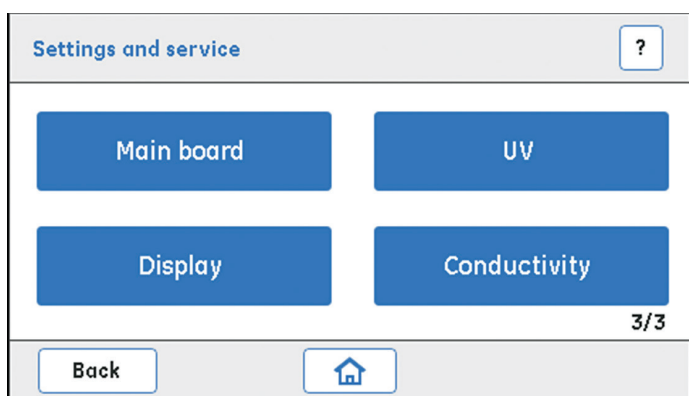 Settings and service
?
Main board
UV
Display
Conductivity
3/3
Back